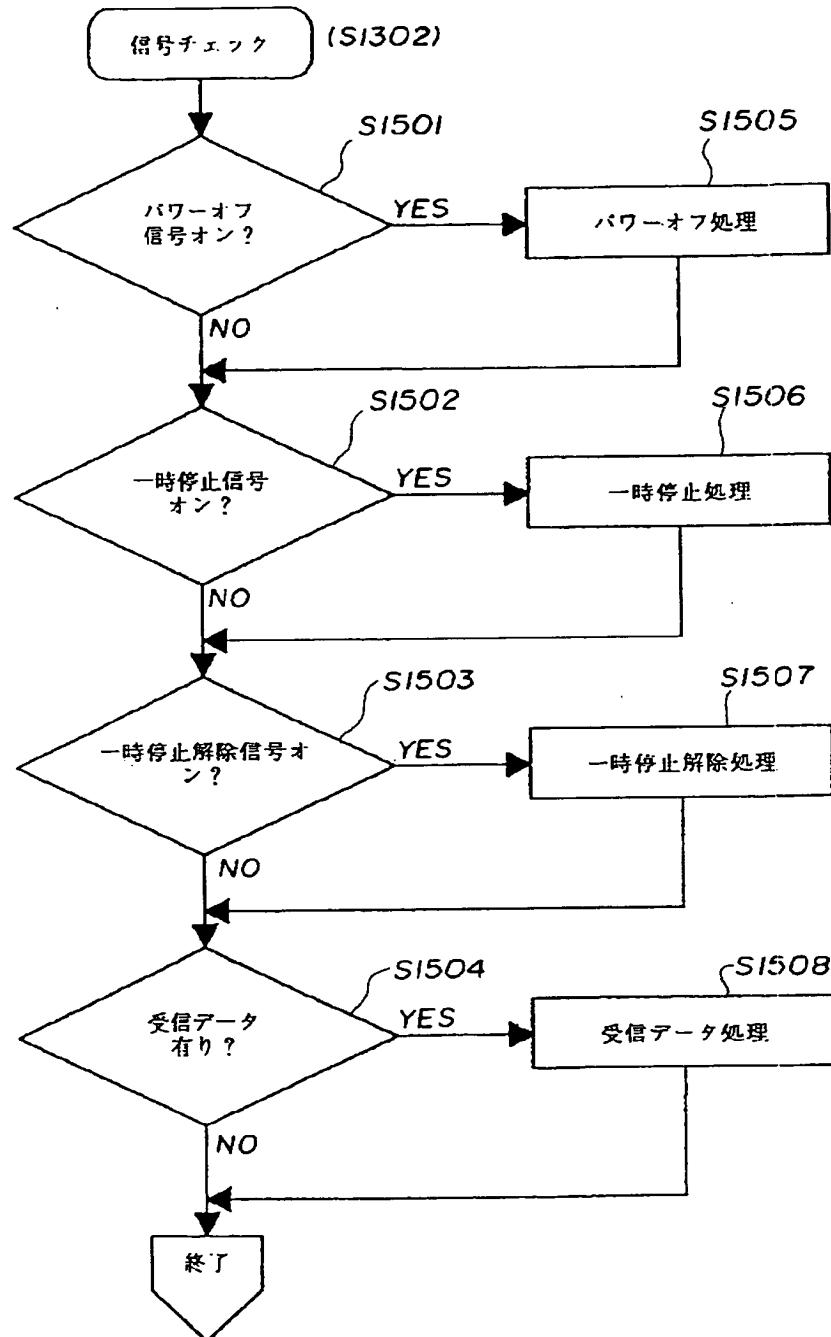 信号チェック
(S1302)
S1501
パワーオフ
信号オン?
YES
S1505
パワーオフ処理
NO
S1502
一時停止信号
オン?
YES
S1506
一時停止処理
NO
S1503
一時停止解除信号オ
ン?
YES
S1507
一時停止解除処理
NO
S1504
受信データ
有り?
YES
S1508
受信データ処理
NO
終了